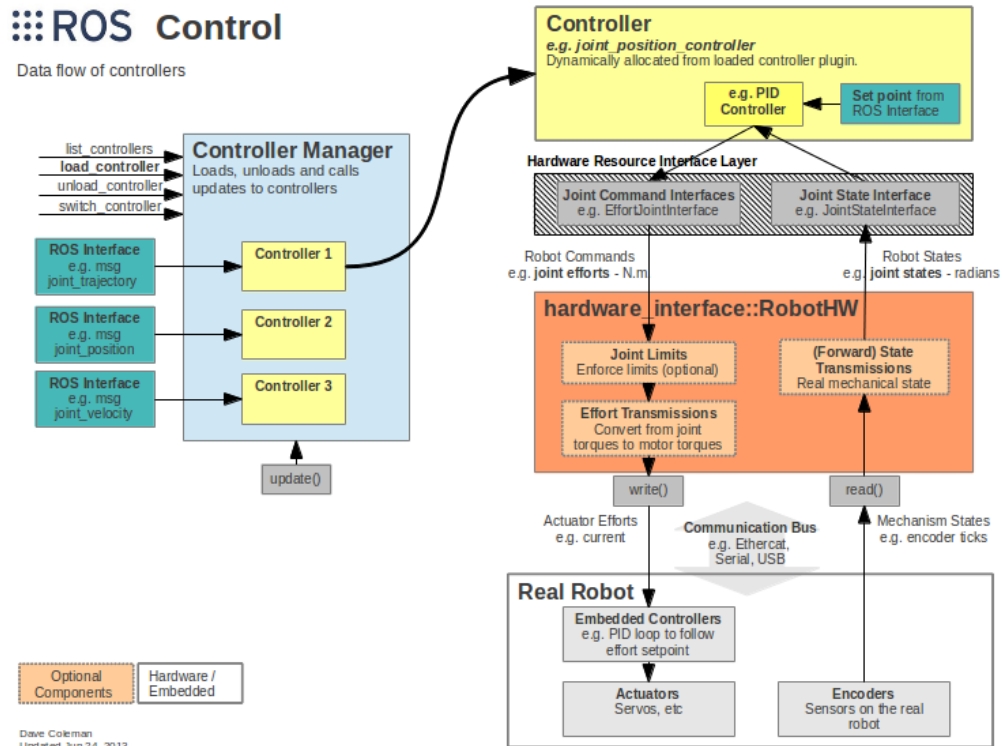 ROS Control
Data flow of controllers
list_controllers
load_controller
unload_controller
switch_controller
Controller Manager
Loads, unloads and calls
updates to controllers
ROS Interface
e.g. msg
joint_trajectory
Controller 1
ROS Interface
e.g. msg
joint_position
Controller 2
ROS Interface
e.g. msg
joint_velocity
Controller 3
update()
Controller
e.g. joint_position_controller
Dynamically allocated from loaded controller plugin.
e.g. PID
Controller
Set point from
ROS Interface
Hardware Resource Interface Layer
Joint Command Interfaces
e.g. EffortJointInterface
Joint State Interface
e.g. JointStateInterface
Robot Commands
e.g. joint efforts - N.m
Robot States
e.g. joint states - radians
hardware_interface::RobotHW
Joint Limits
Enforce limits (optional)
Effort Transmissions
Convert from joint
torques to motor torques
(Forward) State
Transmissions
Real mechanical state
write()
read()
Actuator Efforts
e.g. current
Communication Bus
e.g. Ethercat,
Serial, USB
Mechanism States
e.g. encoder ticks
Real Robot
Embedded Controllers
e.g. PID loop to follow
effort setpoint
Actuators
Servos, etc
Encoders
Sensors on the real
robot
Optional
Components
Hardware /
Embedded
Dave Coleman
Updated Jun 24, 2013